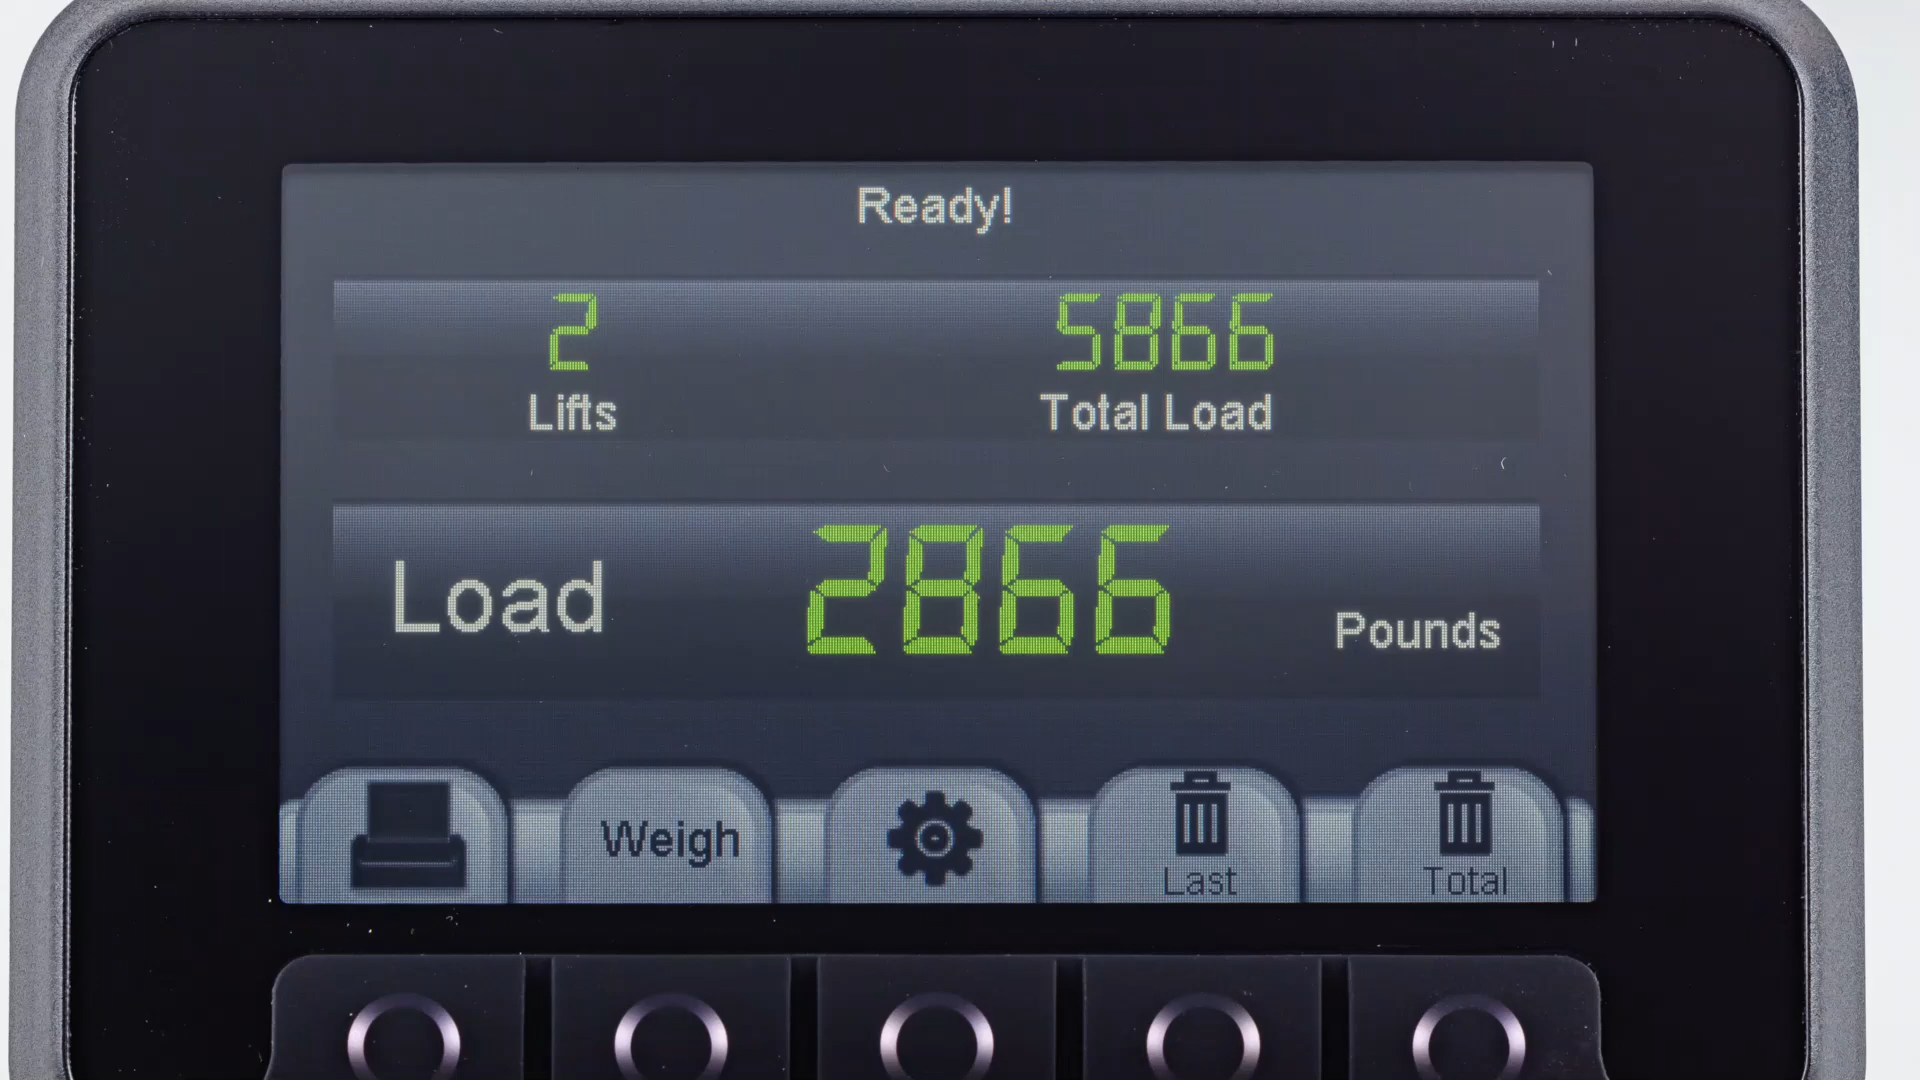 Ready!
2 5866
Lifts Total Load
Load 2866 Pounds
Weigh
Last Total